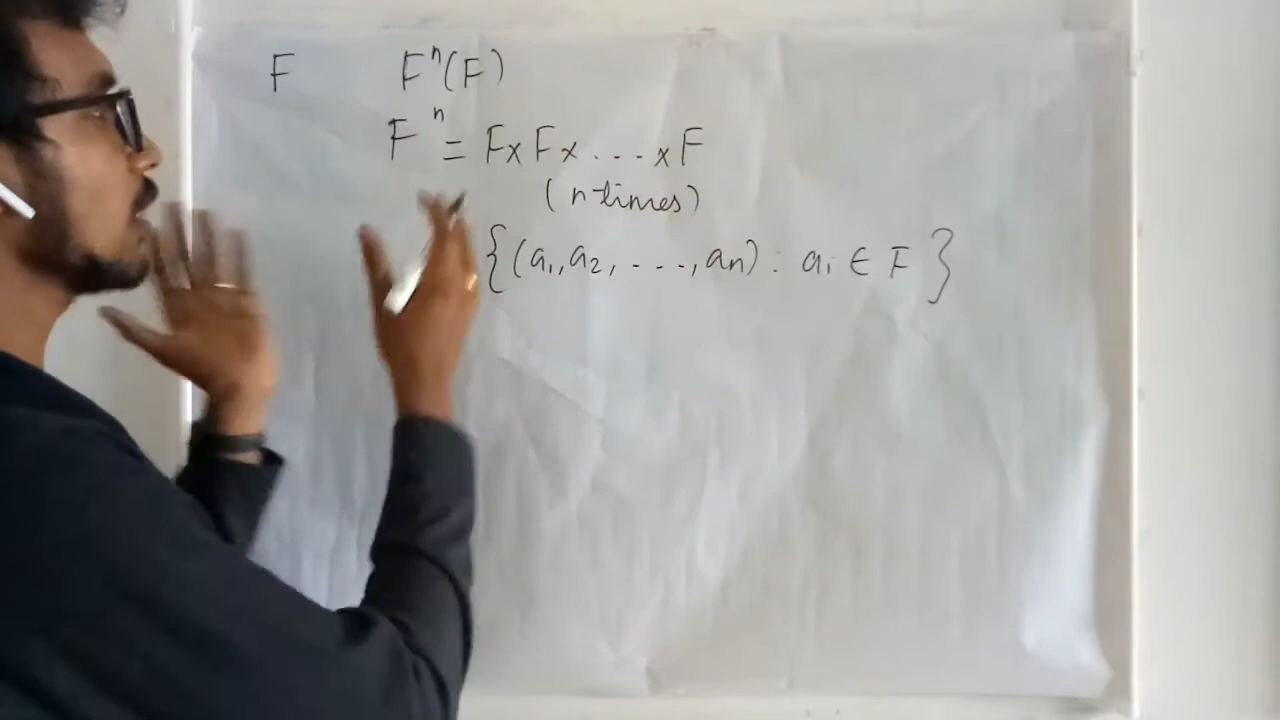 F Fⁿ(F)
Fⁿ = F x F x . . . . x F
(n-times)
{(a₁, a₂, . . . ., aₙ) : aᵢ ∈ F }